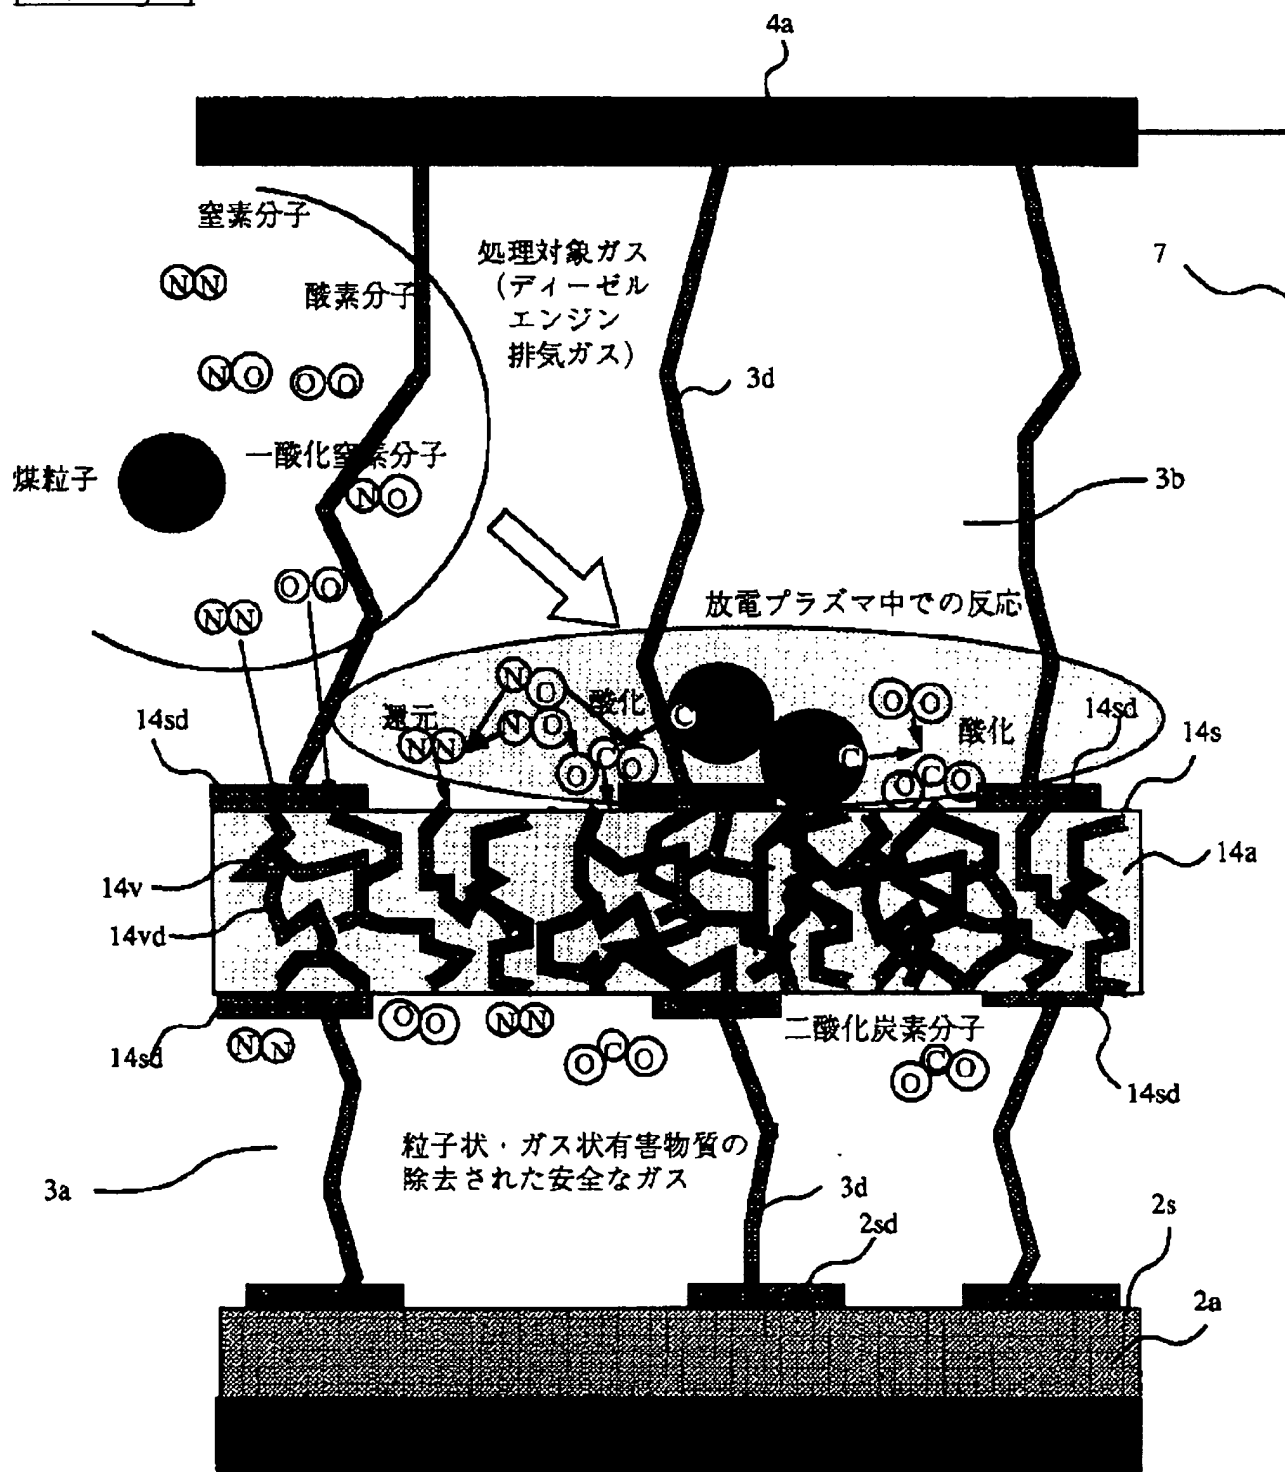 4a
窒素分子
処理対象ガス
（ディーゼル
エンジン
排気ガス）
7
N N
酸素分子
N O
O O
3d
一酸化窒素分子
煤粒子
N O
3b
O O
N N
放電プラズマ中での反応
N O
酸化
C
O O
14sd
還元
N O
酸化
14sd
14s
N N
O C O
C
O C O
14v
14a
14vd
14sd
N N
O O
N N
O C O
二酸化炭素分子
O C O
14sd
粒子状・ガス状有害物質の
除去された安全なガス
3a
3d
2sd
2s
2a